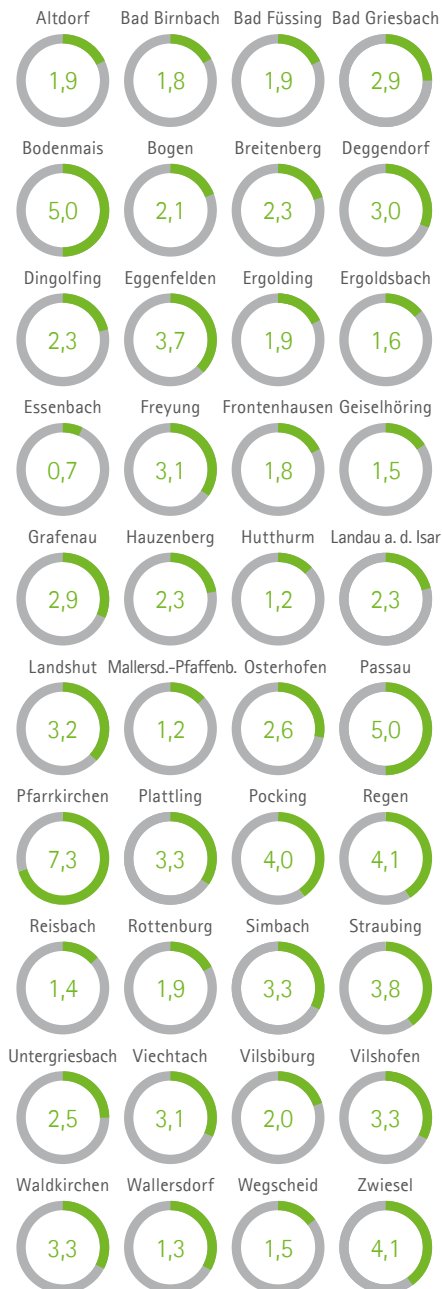 Altdorf Bad Birnbach Bad Füssing Bad Griesbach
1,9 1,8 1,9 2,9
Bodenmais Bogen Breitenberg Deggendorf
5,0 2,1 2,3 3,0
Dingolfing Eggenfelden Ergolding Ergoldsbach
2,3 3,7 1,9 1,6
Essenbach Freyung Frontenhausen Geiselhöring
0,7 3,1 1,8 1,5
Grafenau Hauzenberg Hutthurm Landau a. d. Isar
2,9 2,3 1,2 2,3
Landshut Mallersd.-Pfaffenb. Osterhofen Passau
3,2 1,2 2,6 5,0
Pfarrkirchen Plattling Pocking Regen
7,3 3,3 4,0 4,1
Reisbach Rottenburg Simbach Straubing
1,4 1,9 3,3 3,8
Untergriesbach Viechtach Vilsbiburg Vilshofen
2,5 3,1 2,0 3,3
Waldkirchen Wallersdorf Wegscheid Zwiesel
3,3 1,3 1,5 4,1